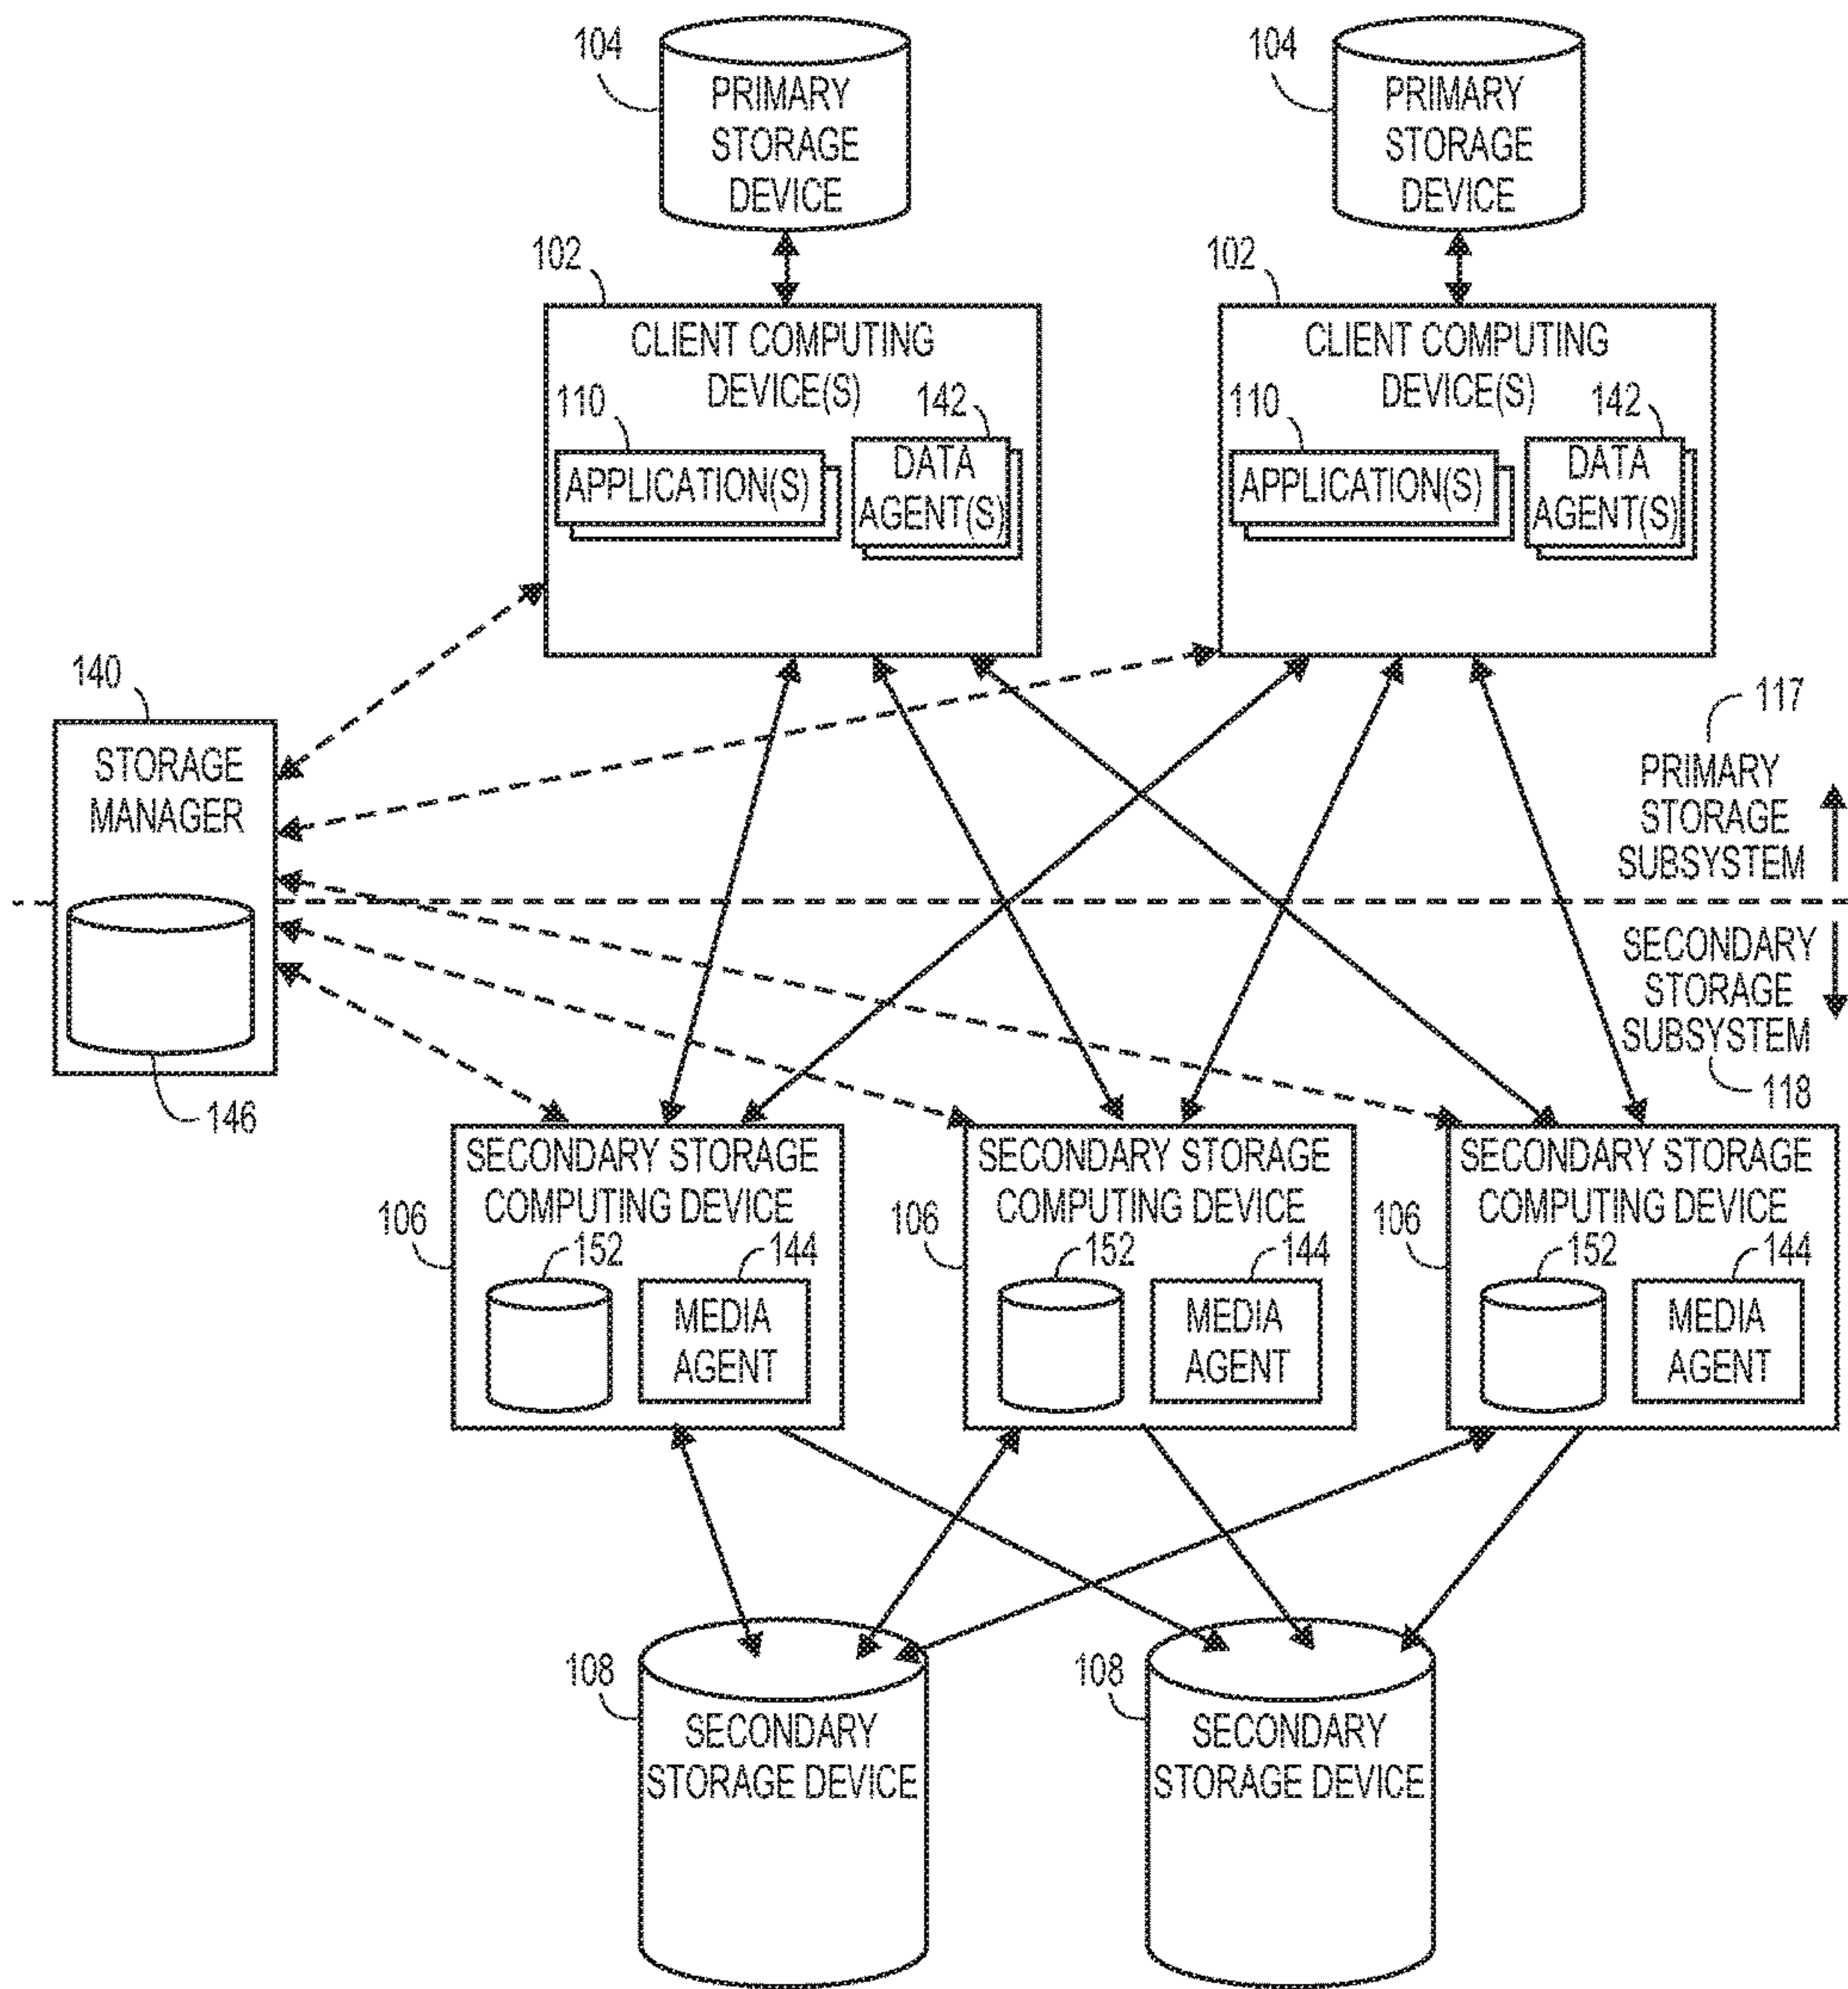 104
PRIMARY
STORAGE
DEVICE
104
PRIMARY
STORAGE
DEVICE
102
CLIENT COMPUTING
DEVICE(S)
110
APPLICATION(S)
142
DATA
AGENT(S)
102
CLIENT COMPUTING
DEVICE(S)
110
APPLICATION(S)
142
DATA
AGENT(S)
140
STORAGE
MANAGER
146
117
PRIMARY
STORAGE
SUBSYSTEM
SECONDARY
STORAGE
SUBSYSTEM
118
106
SECONDARY STORAGE
COMPUTING DEVICE
152
144
MEDIA
AGENT
106
SECONDARY STORAGE
COMPUTING DEVICE
152
144
MEDIA
AGENT
106
SECONDARY STORAGE
COMPUTING DEVICE
152
144
MEDIA
AGENT
108
SECONDARY
STORAGE DEVICE
108
SECONDARY
STORAGE DEVICE